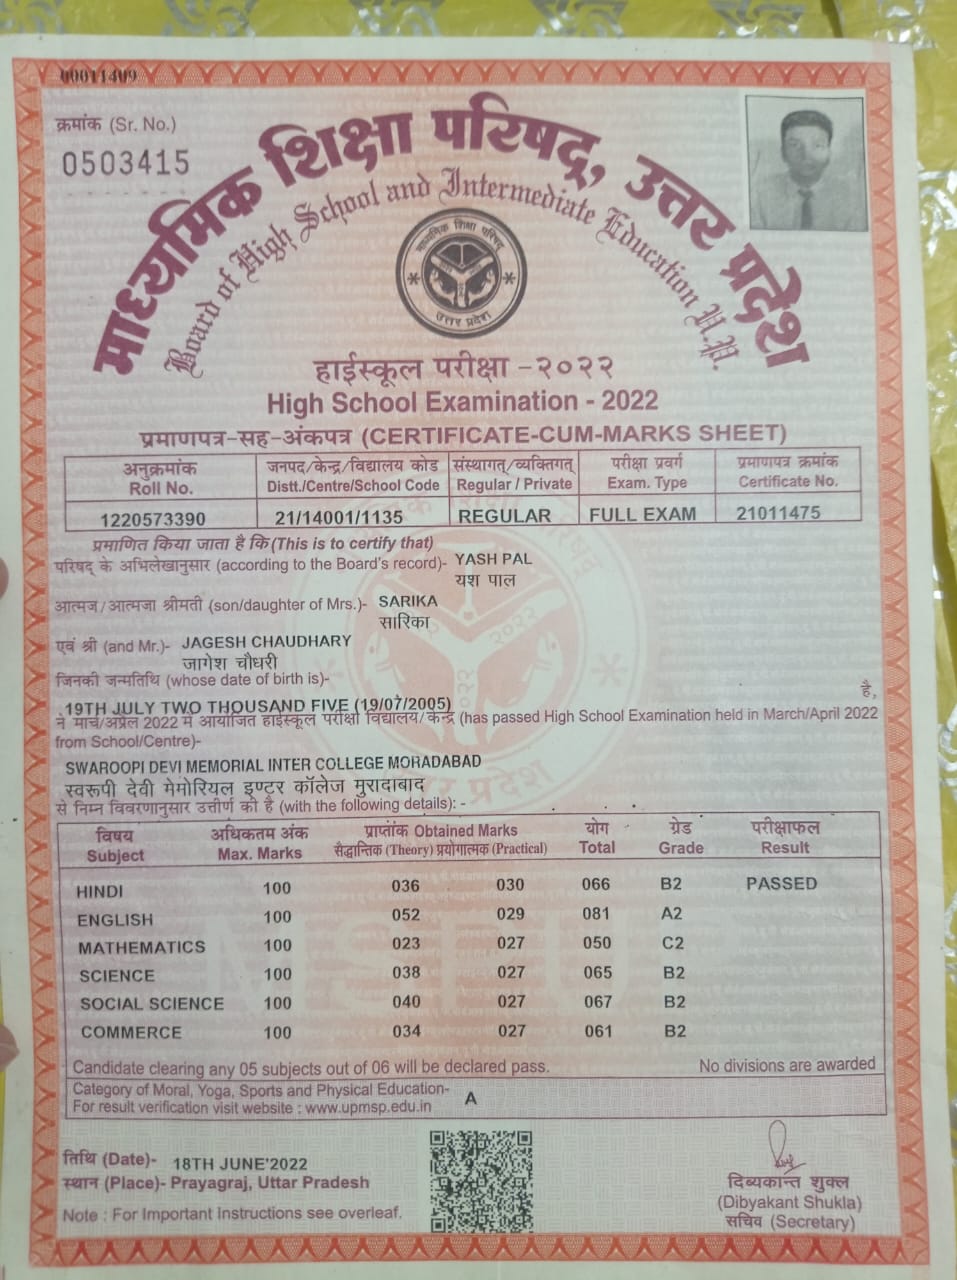 00011409
क्रमांक (Sr. No.)
0503415
माध्यमिक शिक्षा परिषद्, उत्तर प्रदेश
Board of High School and Intermediate Education U.P.
माध्यमिक शिक्षा परिषद्
उत्तर प्रदेश
हाईस्कूल परीक्षा - २०२२
High School Examination - 2022
प्रमाणपत्र-सह-अंकपत्र (CERTIFICATE-CUM-MARKS SHEET)
अनुक्रमांक जनपद/केन्द्र/विद्यालय कोड संस्थागत/व्यक्तिगत परीक्षा प्रवर्ग प्रमाणपत्र क्रमांक
Roll No. Distt./Centre/School Code Regular / Private Exam. Type Certificate No.
1220573390 21/14001/1135 REGULAR FULL EXAM 21011475
प्रमाणित किया जाता है कि (This is to certify that)
परिषद् के अभिलेखानुसार (according to the Board's record)- YASH PAL
यश पाल
आत्मज/आत्मजा श्रीमती (son/daughter of Mrs.)- SARIKA
सारिका
एवं श्री (and Mr.)- JAGESH CHAUDHARY
जागेश चौधरी
जिनकी जन्मतिथि (whose date of birth is)-
19TH JULY TWO THOUSAND FIVE (19/07/2005) है,
ने मार्च/अप्रैल 2022 में आयोजित हाईस्कूल परीक्षा विद्यालय/केन्द्र (has passed High School Examination held in March/April 2022
from School/Centre)-
SWAROOPI DEVI MEMORIAL INTER COLLEGE MORADABAD
स्वरूपी देवी मेमोरियल इण्टर कॉलेज मुरादाबाद
से निम्न विवरणानुसार उत्तीर्ण की है (with the following details): -
विषय अधिकतम अंक प्राप्तांक Obtained Marks योग ग्रेड परीक्षाफल
Subject Max. Marks सैद्धान्तिक (Theory) प्रयोगात्मक (Practical) Total Grade Result
HINDI 100 036 030 066 B2 PASSED
ENGLISH 100 052 029 081 A2
MATHEMATICS 100 023 027 050 C2
SCIENCE 100 038 027 065 B2
SOCIAL SCIENCE 100 040 027 067 B2
COMMERCE 100 034 027 061 B2
Candidate clearing any 05 subjects out of 06 will be declared pass. No divisions are awarded
Category of Moral, Yoga, Sports and Physical Education- A
For result verification visit website : www.upmsp.edu.in
तिथि (Date)- 18TH JUNE'2022
स्थान (Place)- Prayagraj, Uttar Pradesh
Note : For Important Instructions see overleaf.
दिब्यकान्त शुक्ल
(Dibyakant Shukla)
सचिव (Secretary)